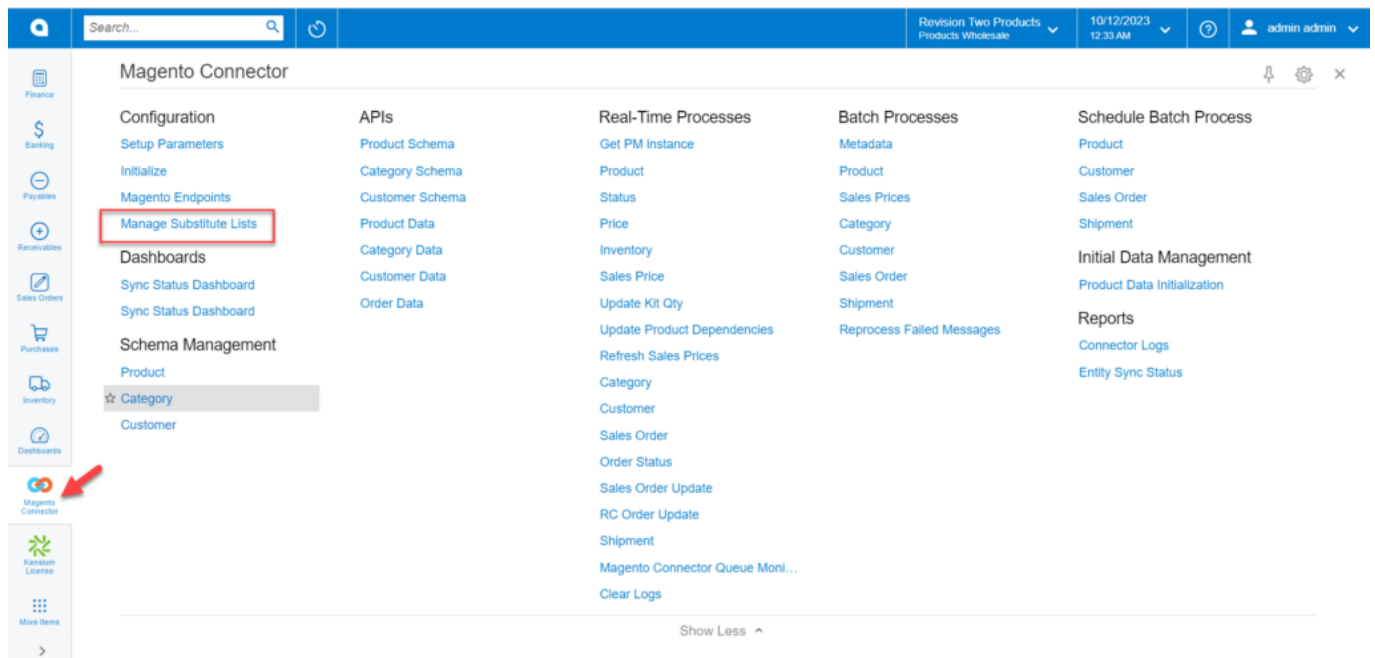 Search...
Revision Two Products
Products Wholesale
10/12/2023
12:33 AM
admin admin
Finance
Banking
Payables
Receivables
Sales Orders
Purchases
Inventory
Dashboards
Magento
Connector
Kensium
License
More Items
Magento Connector
Configuration
Setup Parameters
Initialize
Magento Endpoints
Manage Substitute Lists
Dashboards
Sync Status Dashboard
Sync Status Dashboard
Schema Management
Product
Category
Customer
APIs
Product Schema
Category Schema
Customer Schema
Product Data
Category Data
Customer Data
Order Data
Real-Time Processes
Get PM instance
Product
Status
Price
Inventory
Sales Price
Update Kit Qty
Update Product Dependencies
Refresh Sales Prices
Category
Customer
Sales Order
Order Status
Sales Order Update
RC Order Update
Shipment
Magento Connector Queue Moni...
Clear Logs
Batch Processes
Metadata
Product
Sales Prices
Category
Customer
Sales Order
Shipment
Reprocess Failed Messages
Schedule Batch Process
Product
Customer
Sales Order
Shipment
Initial Data Management
Product Data Initialization
Reports
Connector Logs
Entity Sync Status
Show Less